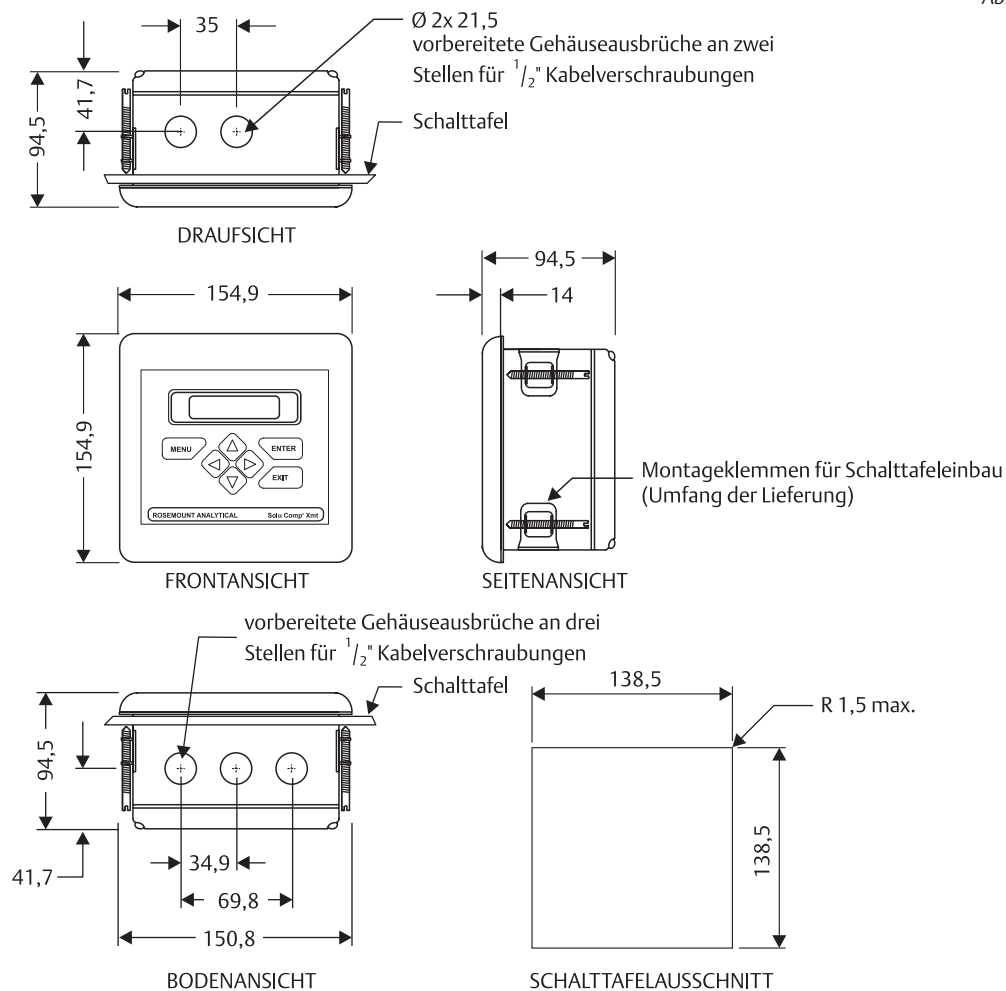 35
Ø 2x 21,5
vorbereitete Gehäuseausbrüche an zwei
Stellen für 1/2" Kabelverschraubungen
94,5
41,7
Schalttafel
DRAUFSICHT
154,9
94,5
14
154,9
MENU
ENTER
EXIT
ROSEMOUNT ANALYTICAL
Solu Comp® Xmt
Montageklemmen für Schalttafeleinbau
(Umfang der Lieferung)
FRONTANSICHT
SEITENANSICHT
vorbereitete Gehäuseausbrüche an drei
Stellen für 1/2" Kabelverschraubungen
Schalttafel
138,5
R 1,5 max.
94,5
138,5
41,7
34,9
69,8
150,8
BODENANSICHT
SCHALTTAFELAUSSCHNITT